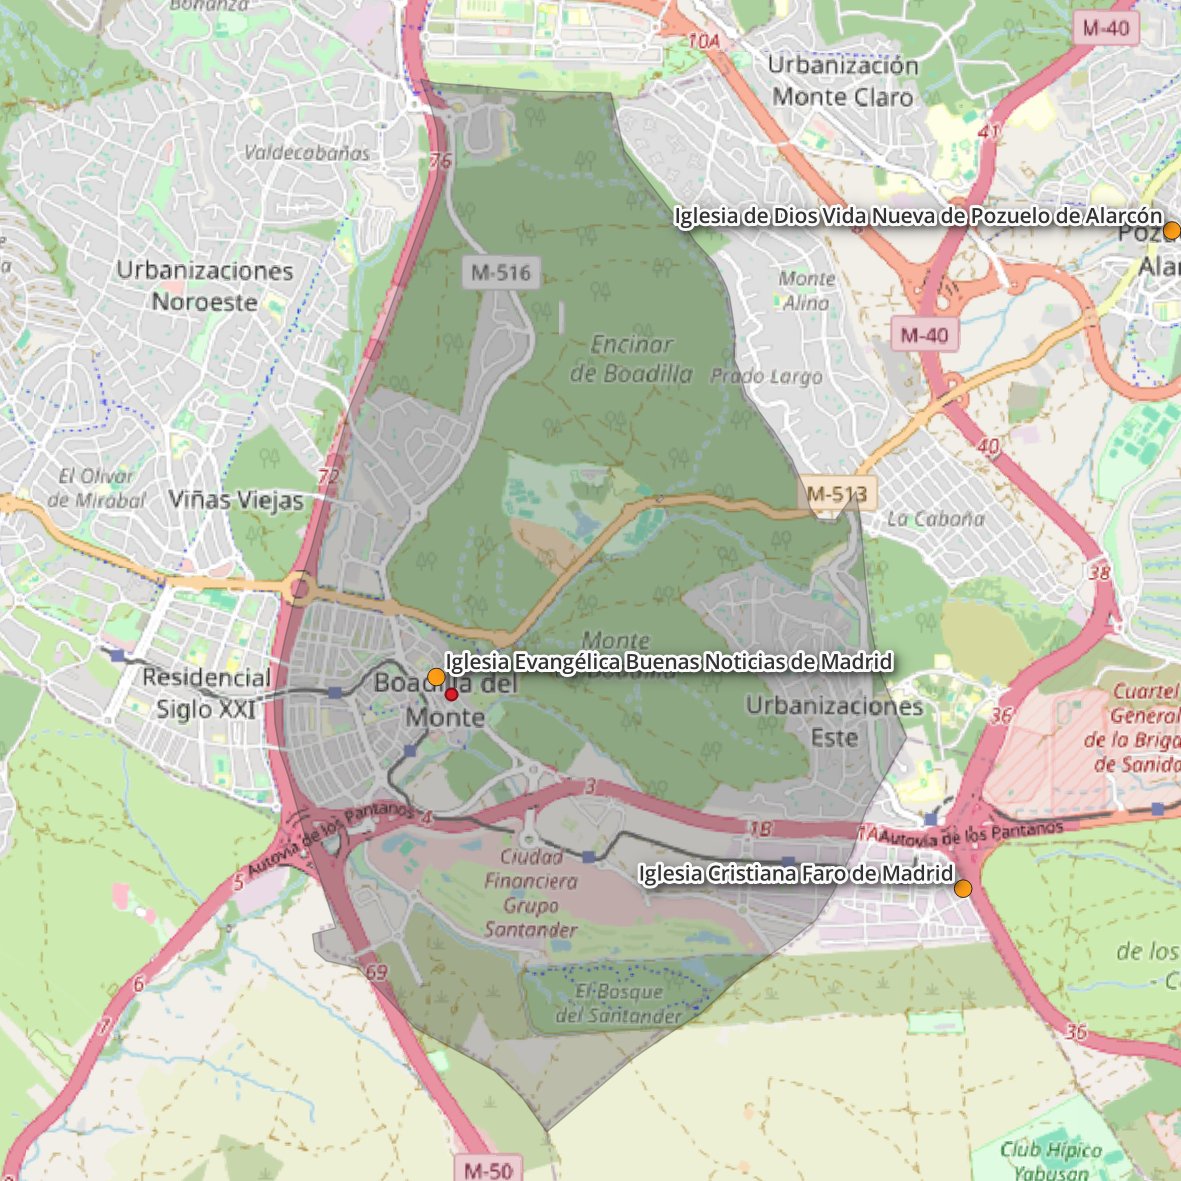 Bonanza
10A
M-40
Urbanización
Monte Claro
41
Valdecabañas
76
Iglesia de Dios Vida Nueva de Pozuelo de Alarcón
Urbanizaciones
Noroeste
M-516
Monte
Alina
M-40
Encinar
de Boadilla
Prado Largo
40
El Olivar
de Mirabal
72
Viñas Viejas
M-513
La Cabaña
38
Monte
Iglesia Evangélica Buenas Noticias de Madrid
Residencial
Siglo XXI
Boadilla del
Monte
Urbanizaciones
Este
36
Cuartel
General
de la Briga
de Sanida
3
4
1B
1A
Autovía de los Pantanos
Autovía de los Pantanos
5
Ciudad
Financiera
Grupo
Santander
Iglesia Cristiana Faro de Madrid
6
69
7
El Bosque
del Santander
de los
- C
36
M-50
Club Hípico
Yabusan